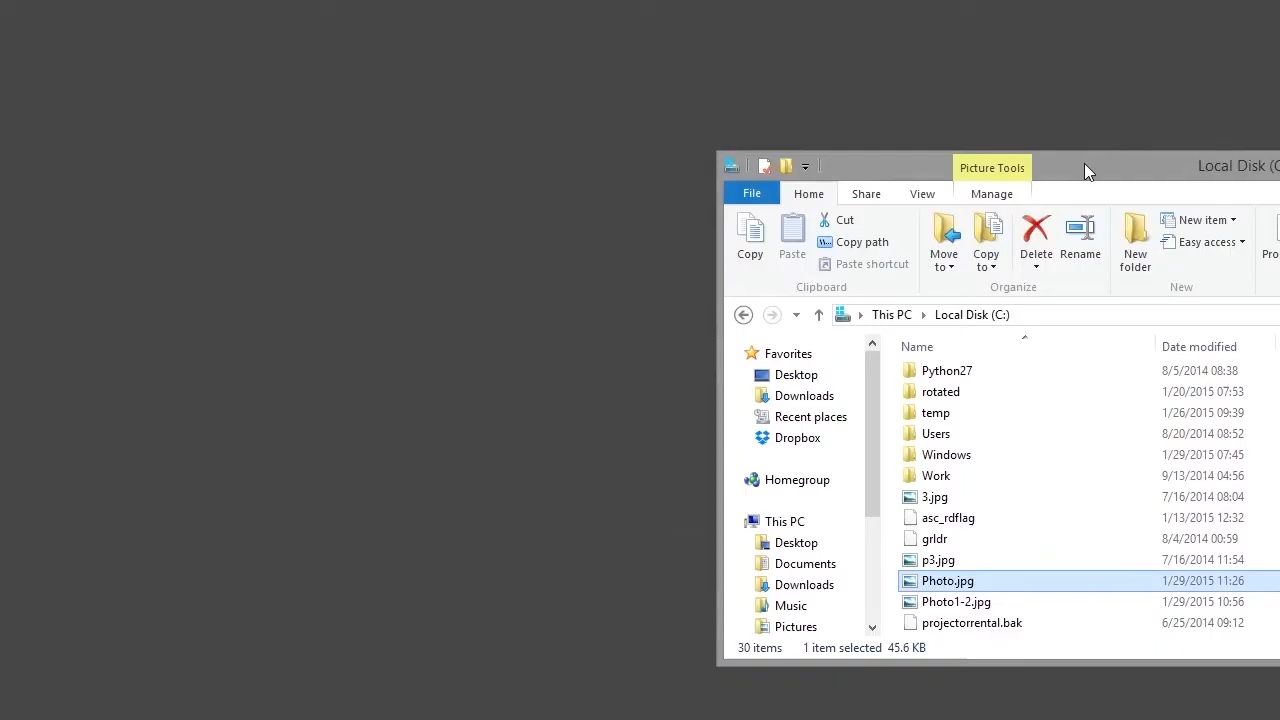 Picture Tools
Local Disk (C
File Home Share View Manage
Copy Paste Cut Copy path Paste shortcut
Move to Copy to Delete Rename
New folder New item Easy access Pro
Clipboard Organize New
This PC Local Disk (C:)
Favorites
Desktop
Downloads
Recent places
Dropbox
Homegroup
This PC
Desktop
Documents
Downloads
Music
Pictures
Name Date modified
Python27 8/5/2014 08:38
rotated 1/20/2015 07:53
temp 1/26/2015 09:39
Users 8/20/2014 08:52
Windows 1/29/2015 07:45
Work 9/13/2014 04:56
3.jpg 7/16/2014 08:04
asc_rdflag 1/13/2015 12:32
grldr 8/4/2014 00:59
p3.jpg 7/16/2014 11:54
Photo.jpg 1/29/2015 11:26
Photo1-2.jpg 1/29/2015 10:56
projectorrental.bak 6/25/2014 09:12
30 items 1 item selected 45.6 KB